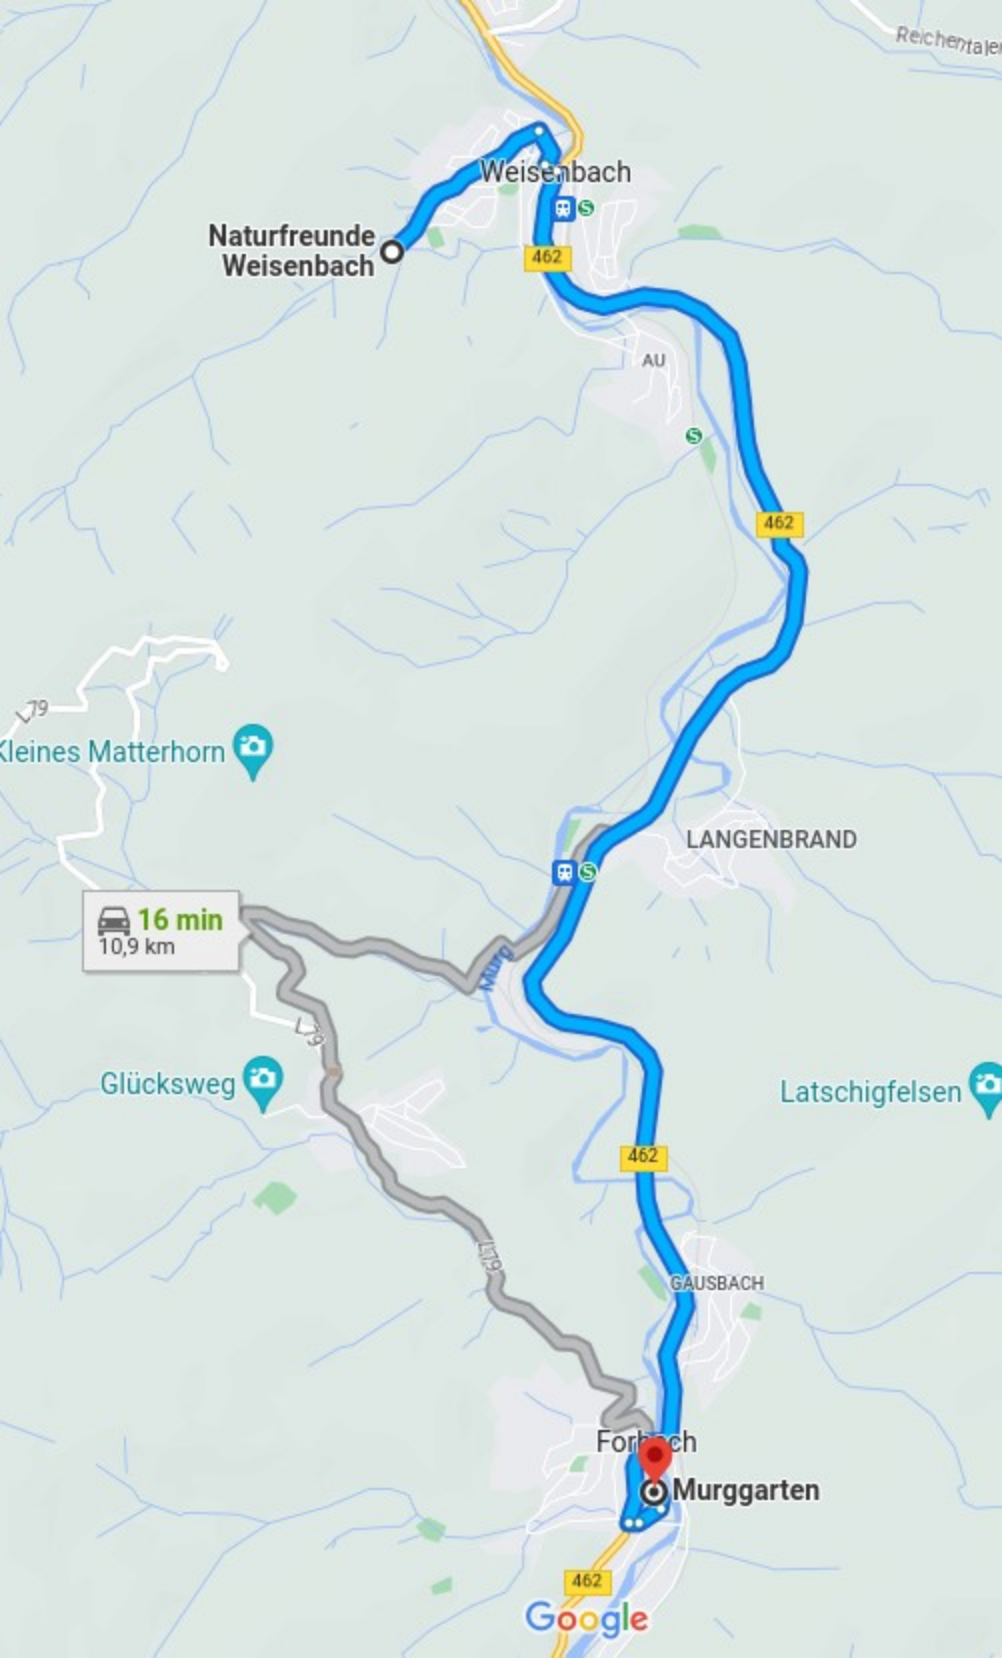 Reichentaler
Weisenbach
Naturfreunde
Weisenbach
462
AU
462
L79
Kleines Matterhorn
LANGENBRAND
16 min
10,9 km
Murg
L79
Glücksweg
Latschigfelsen
462
L79
GAUSBACH
Forbach
Murggarten
462
Google